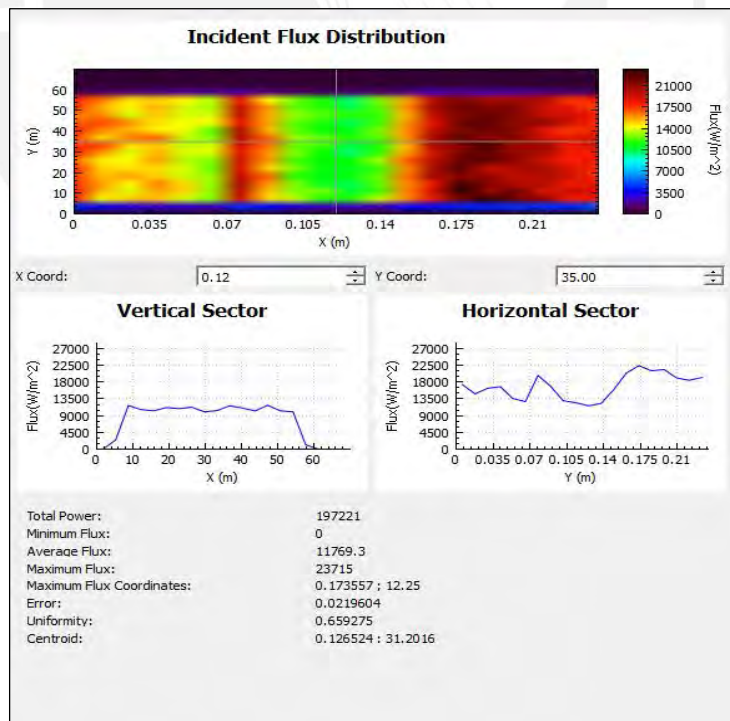 Incident Flux Distribution
60
50
40
30
20
10
0
Y (m)
0 0.035 0.07 0.105 0.14 0.175 0.21
X (m)
21000
17500
14000
10500
7000
3500
0
Flux(W/m^2)
X Coord: 0.12 Y Coord: 35.00
Vertical Sector
27000
22500
18000
13500
9000
4500
0
Flux(W/m^2)
0 10 20 30 40 50 60
X (m)
Horizontal Sector
27000
22500
18000
13500
9000
4500
0
Flux(W/m^2)
0 0.035 0.07 0.105 0.14 0.175 0.21
Y (m)
Total Power: 197221
Minimum Flux: 0
Average Flux: 11769.3
Maximum Flux: 23715
Maximum Flux Coordinates: 0.173557 ; 12.25
Error: 0.0219604
Uniformity: 0.659275
Centroid: 0.126524 : 31.2016